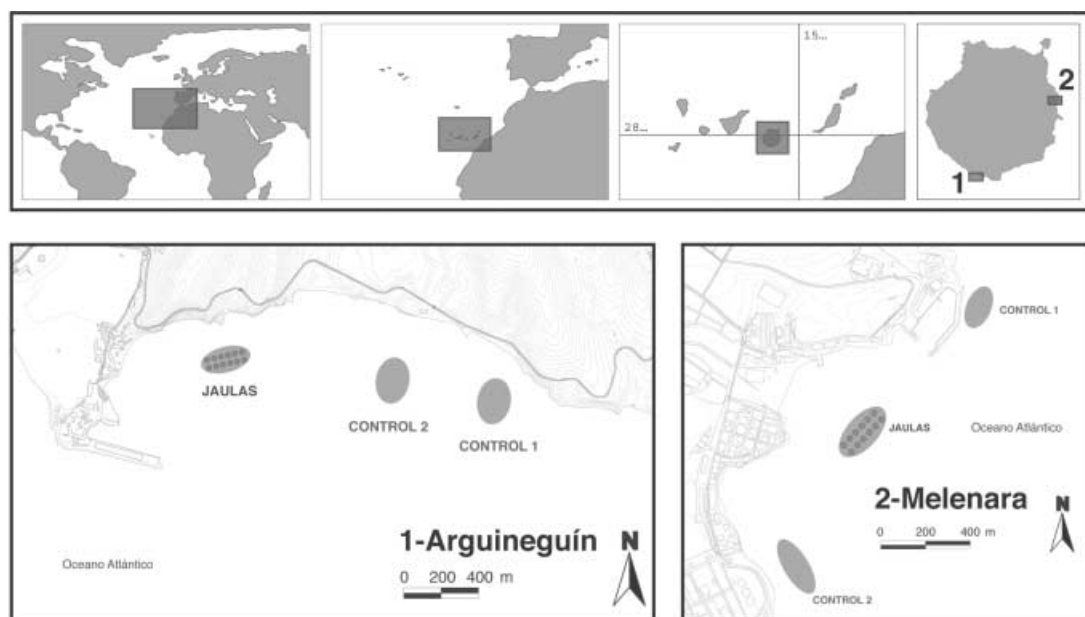 15...
28...
2
1
JAULAS
CONTROL 2
CONTROL 1
1-Arguineguín
N
0 200 400 m
Oceano Atlántico
CONTROL 1
JAULAS
Oceano Atlántico
2-Melenara
N
0 200 400 m
CONTROL 2